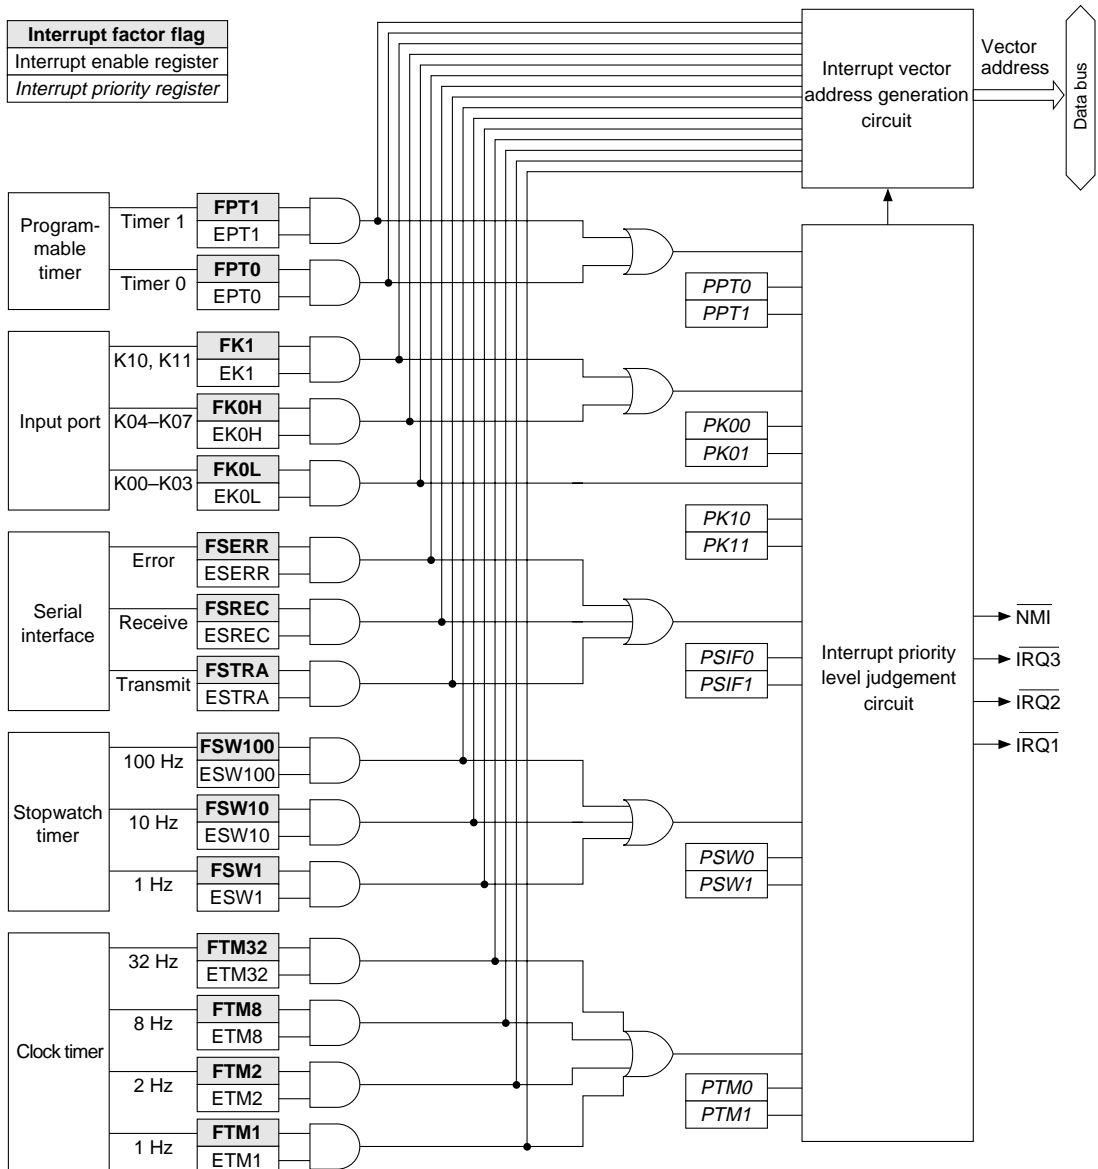 Interrupt factor flag
Interrupt enable register
Interrupt priority register
Interrupt vector
address generation
circuit
Vector
address
Data bus
Program-
mable
timer
Timer 1
FPT1
EPT1
Timer 0
FPT0
EPT0
PPT0
PPT1
Input port
K10, K11
FK1
EK1
K04–K07
FK0H
EK0H
K00–K03
FK0L
EK0L
PK00
PK01
PK10
PK11
Serial
interface
Error
FSERR
ESERR
Receive
FSREC
ESREC
Transmit
FSTRA
ESTRA
PSIF0
PSIF1
Interrupt priority
level judgement
circuit
NMI
IRQ3
IRQ2
IRQ1
Stopwatch
timer
100 Hz
FSW100
ESW100
10 Hz
FSW10
ESW10
1 Hz
FSW1
ESW1
PSW0
PSW1
Clock timer
32 Hz
FTM32
ETM32
8 Hz
FTM8
ETM8
2 Hz
FTM2
ETM2
1 Hz
FTM1
ETM1
PTM0
PTM1